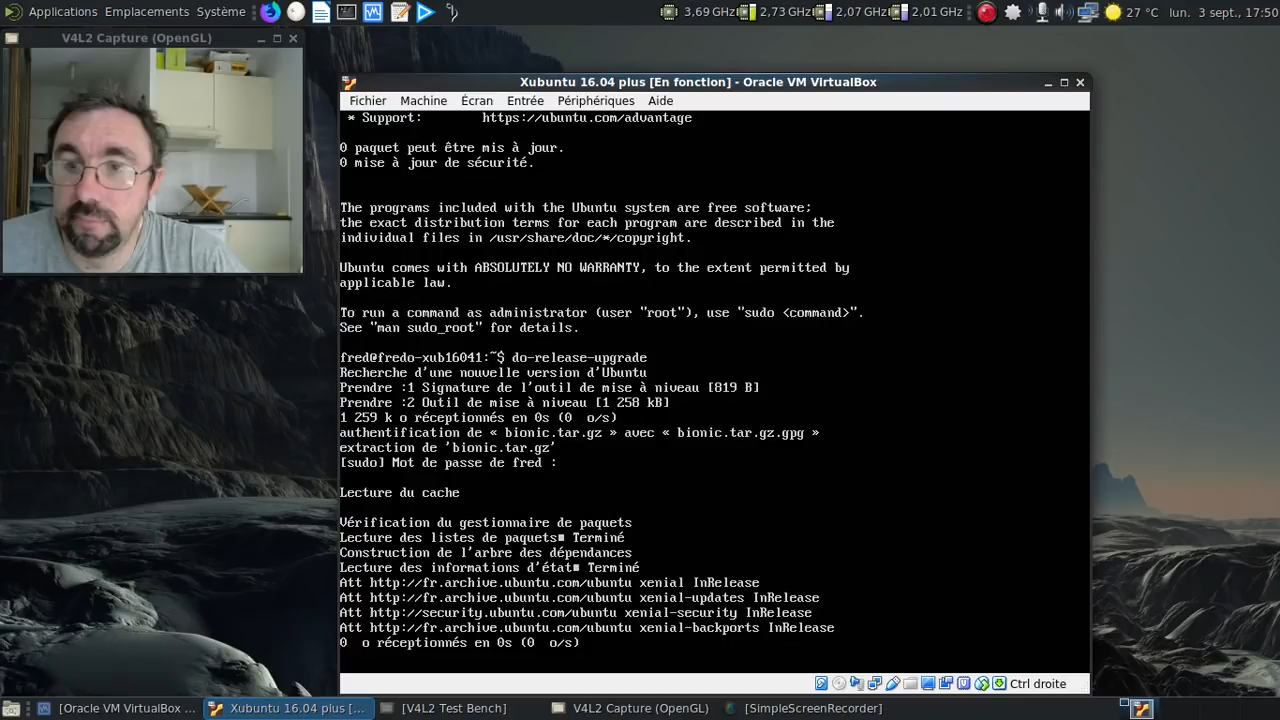 Applications Emplacements Système
3,69 GHz 2,73 GHz 2,07 GHz 2,01 GHz
27 °C lun. 3 sept., 17:50
V4L2 Capture (OpenGL)
Xubuntu 16.04 plus [En fonction] - Oracle VM VirtualBox
Fichier Machine Écran Entrée Périphériques Aide
* Support: https://ubuntu.com/advantage
0 paquet peut être mis à jour.
0 mise à jour de sécurité.
The programs included with the Ubuntu system are free software;
the exact distribution terms for each program are described in the
individual files in /usr/share/doc/*/copyright.
Ubuntu comes with ABSOLUTELY NO WARRANTY, to the extent permitted by
applicable law.
To run a command as administrator (user "root"), use "sudo <command>".
See "man sudo_root" for details.
fred@fredo-xub16041:~$ do-release-upgrade
Recherche d'une nouvelle version d'Ubuntu
Prendre :1 Signature de l'outil de mise à niveau [819 B]
Prendre :2 Outil de mise à niveau [1 258 kB]
1 259 k o réceptionnés en 0s (0  o/s)
authentification de « bionic.tar.gz » avec « bionic.tar.gz.gpg »
extraction de 'bionic.tar.gz'
[sudo] Mot de passe de fred :
Lecture du cache
Vérification du gestionnaire de paquets
Lecture des listes de paquets■ Terminé
Construction de l'arbre des dépendances
Lecture des informations d'état■ Terminé
Att http://fr.archive.ubuntu.com/ubuntu xenial InRelease
Att http://fr.archive.ubuntu.com/ubuntu xenial-updates InRelease
Att http://security.ubuntu.com/ubuntu xenial-security InRelease
Att http://fr.archive.ubuntu.com/ubuntu xenial-backports InRelease
0  o réceptionnés en 0s (0  o/s)
Ctrl droite
[Oracle VM VirtualBox ... Xubuntu 16.04 plus [... [V4L2 Test Bench] V4L2 Capture (OpenGL) [SimpleScreenRecorder]